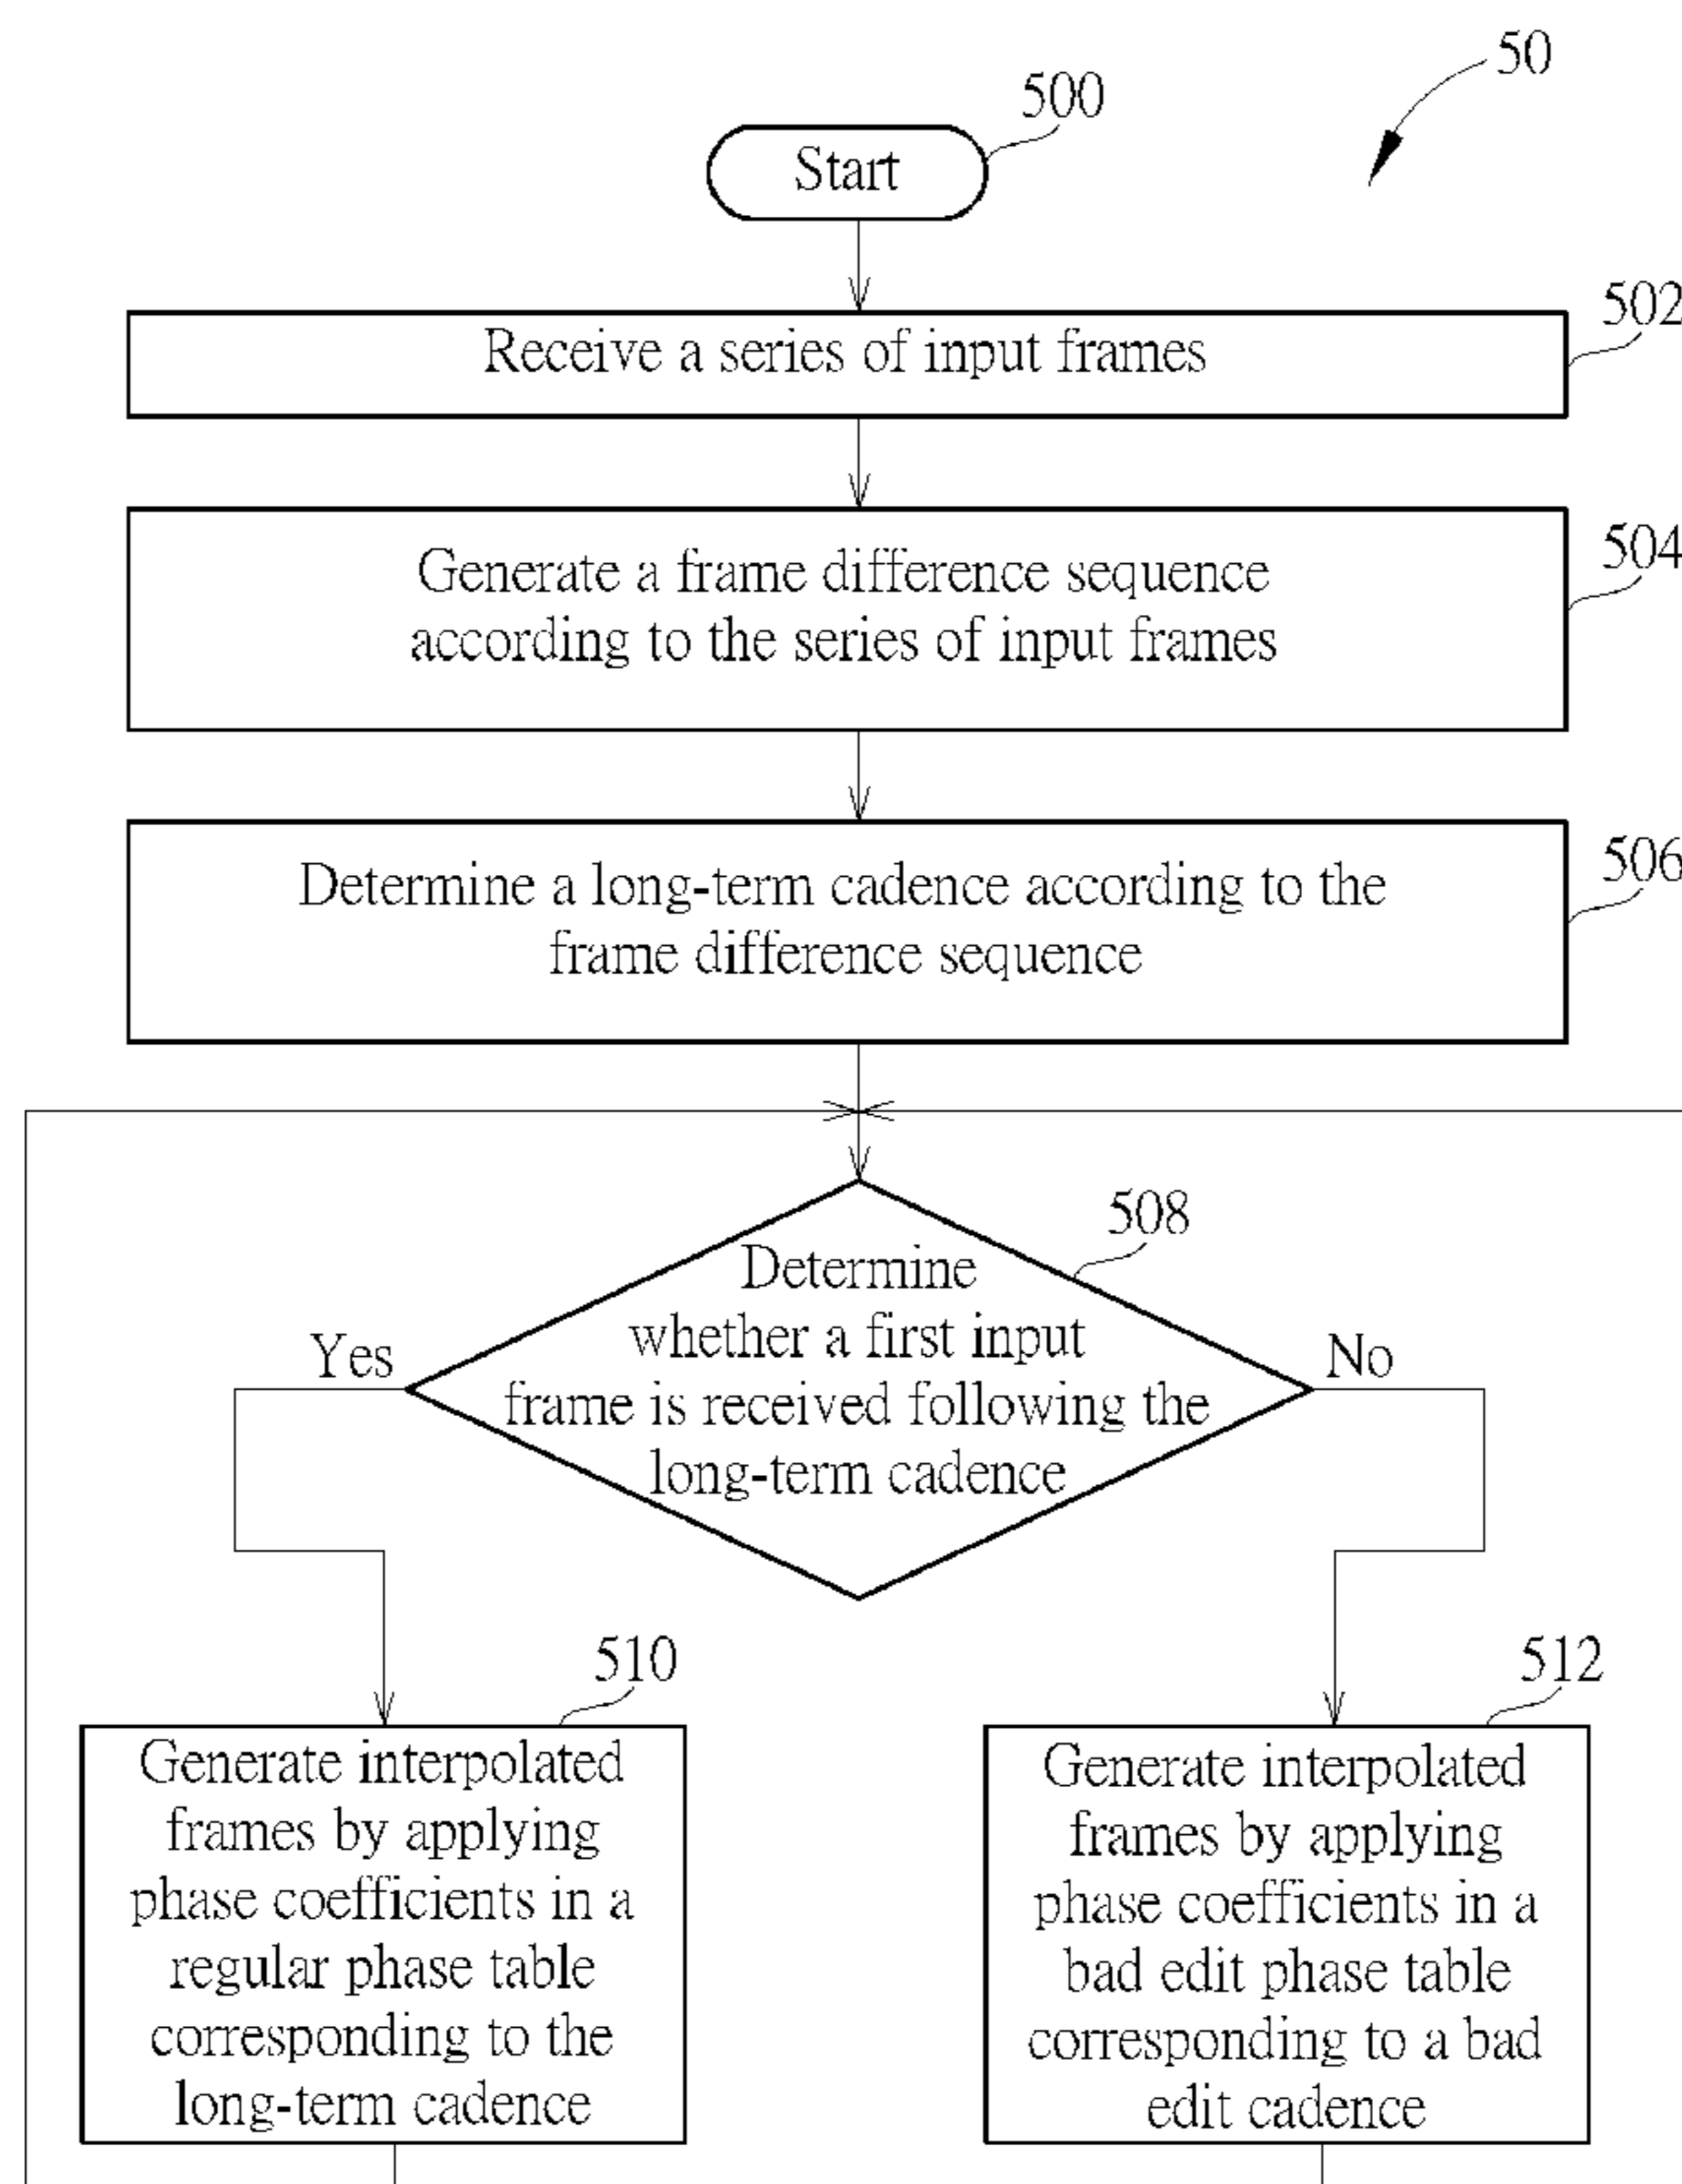 50
500
Start
502
Receive a series of input frames
504
Generate a frame difference sequence
according to the series of input frames
506
Determine a long-term cadence according to the
frame difference sequence
508
Determine
whether a first input
frame is received following the
long-term cadence
Yes
No
510
Generate interpolated
frames by applying
phase coefficients in a
regular phase table
corresponding to the
long-term cadence
512
Generate interpolated
frames by applying
phase coefficients in a
bad edit phase table
corresponding to a bad
edit cadence